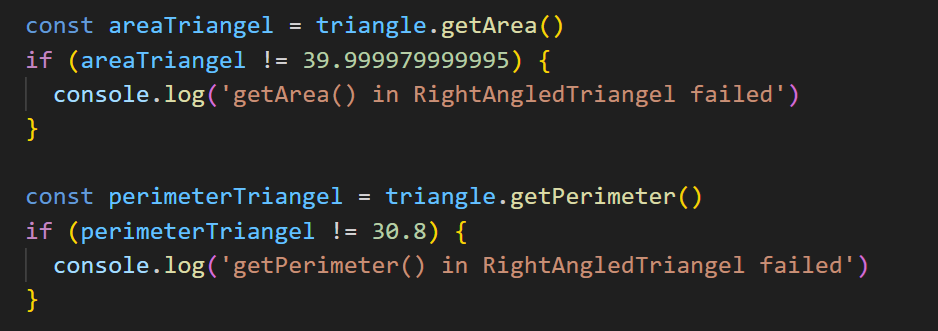 const areaTriangel = triangle.getArea()
if (areaTriangel != 39.999979999995) {
  console.log('getArea() in RightAngledTriangel failed')
}

const perimeterTriangel = triangle.getPerimeter()
if (perimeterTriangel != 30.8) {
  console.log('getPerimeter() in RightAngledTriangel failed')
}